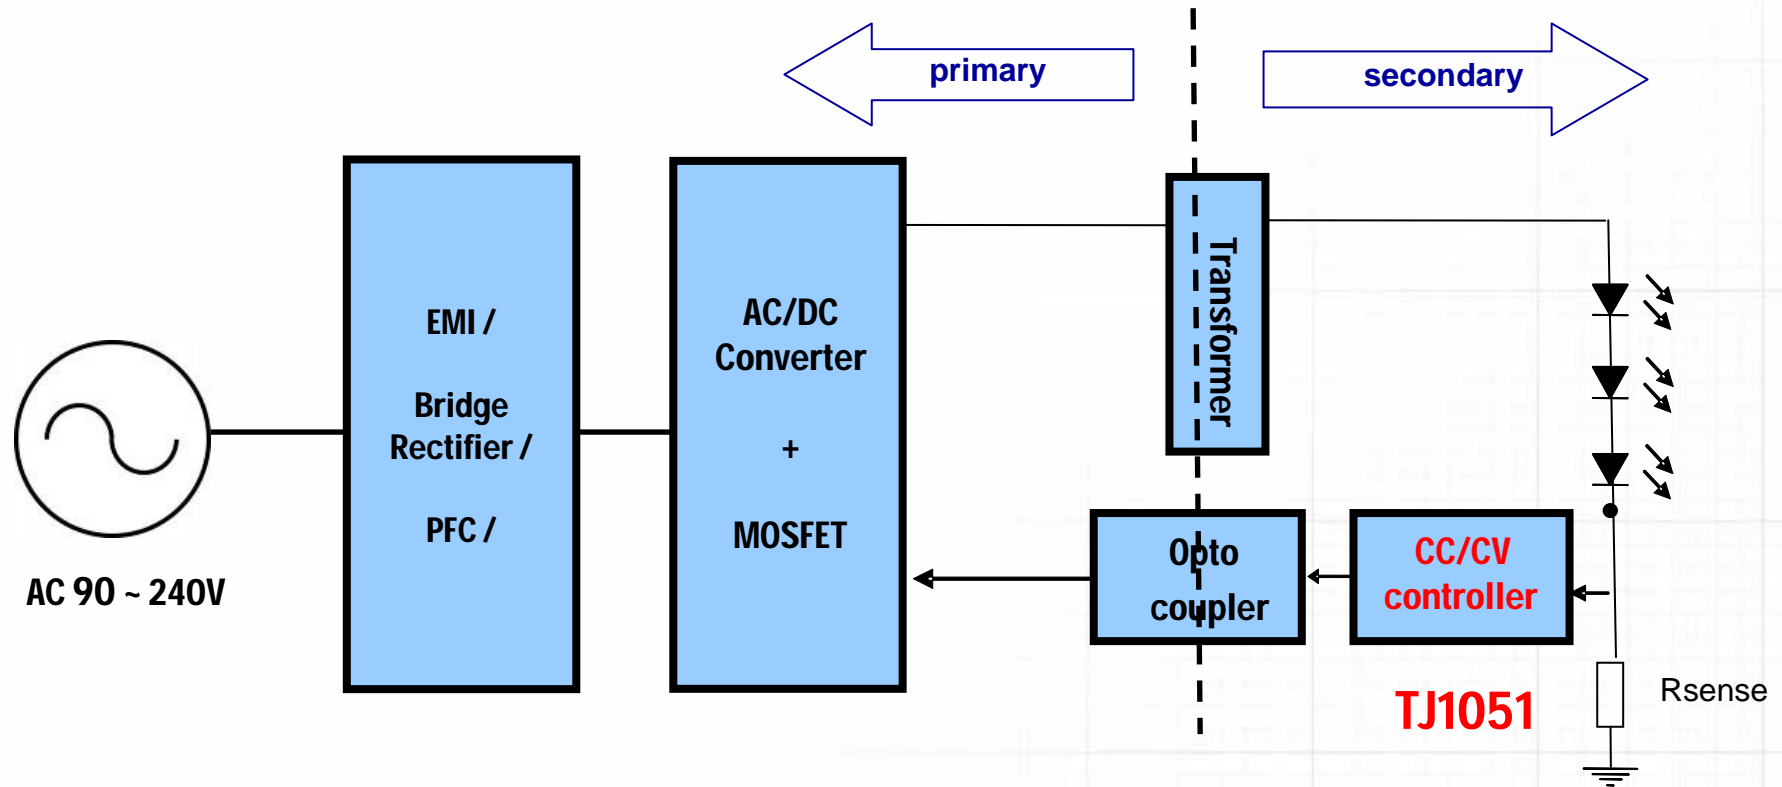 primary
secondary
EMI /
Bridge
Rectifier /
PFC /
AC/DC
Converter
+
MOSFET
Transformer
Opto
coupler
CC/CV
controller
AC 90 ~ 240V
TJ1051
Rsense